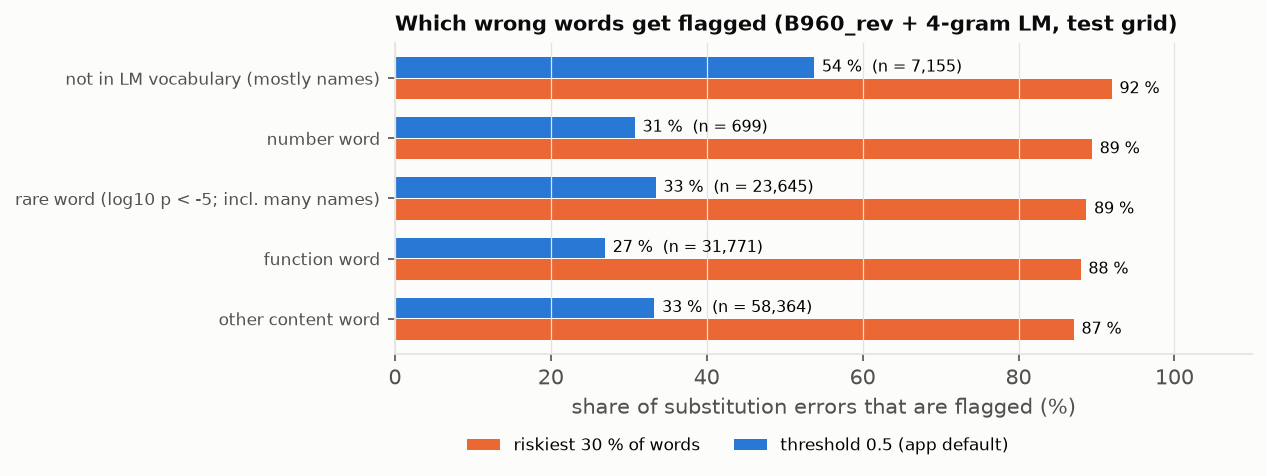 Which wrong words get flagged (B960_rev + 4-gram LM, test grid)
not in LM vocabulary (mostly names)
54 % (n = 7,155)
92 %
number word
31 % (n = 699)
89 %
rare word (log10 p < -5; incl. many names)
33 % (n = 23,645)
89 %
function word
27 % (n = 31,771)
88 %
other content word
33 % (n = 58,364)
87 %
0 20 40 60 80 100
share of substitution errors that are flagged (%)
riskiest 30 % of words threshold 0.5 (app default)